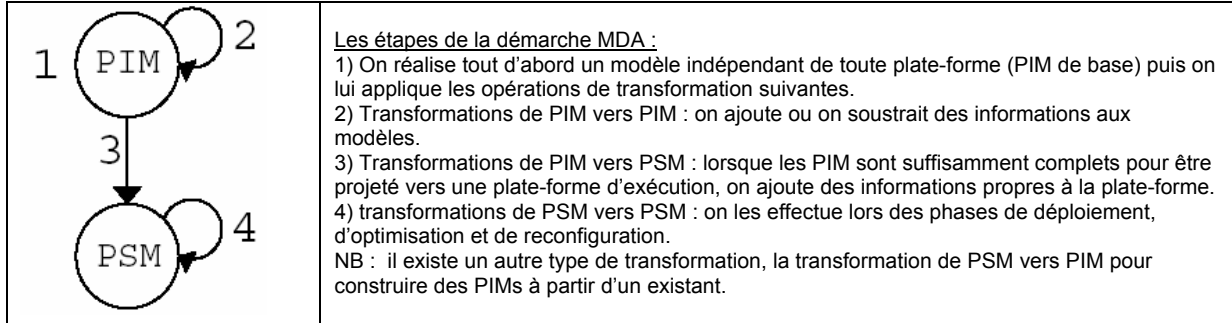 1
PIM
2
3
PSM
4
Les étapes de la démarche MDA :
1) On réalise tout d’abord un modèle indépendant de toute plate-forme (PIM de base) puis on
lui applique les opérations de transformation suivantes.
2) Transformations de PIM vers PIM : on ajoute ou on soustrait des informations aux
modèles.
3) Transformations de PIM vers PSM : lorsque les PIM sont suffisamment complets pour être
projeté vers une plate-forme d’exécution, on ajoute des informations propres à la plate-forme.
4) transformations de PSM vers PSM : on les effectue lors des phases de déploiement,
d’optimisation et de reconfiguration.
NB : il existe un autre type de transformation, la transformation de PSM vers PIM pour
construire des PIMs à partir d’un existant.